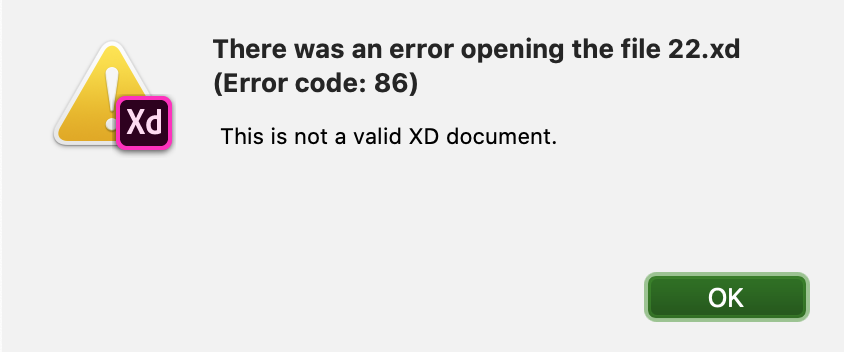 There was an error opening the file 22.xd
(Error code: 86)
This is not a valid XD document.
Xd
OK